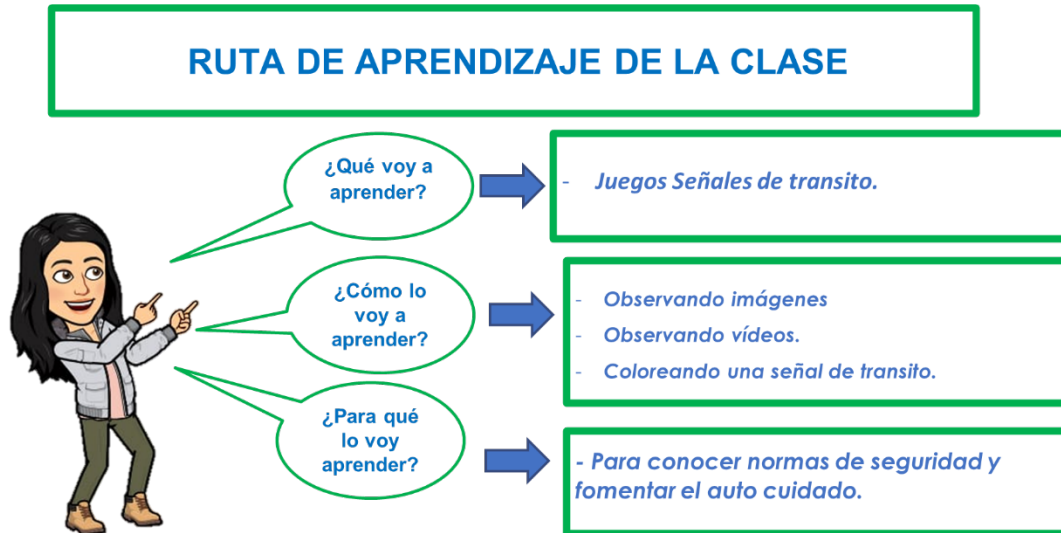 RUTA DE APRENDIZAJE DE LA CLASE
¿Qué voy a
aprender?
- Juegos Señales de transito.
¿Cómo lo
voy a
aprender?
- Observando imágenes
- Observando vídeos.
- Coloreando una señal de transito.
¿Para qué
lo voy
aprender?
- Para conocer normas de seguridad y
fomentar el auto cuidado.